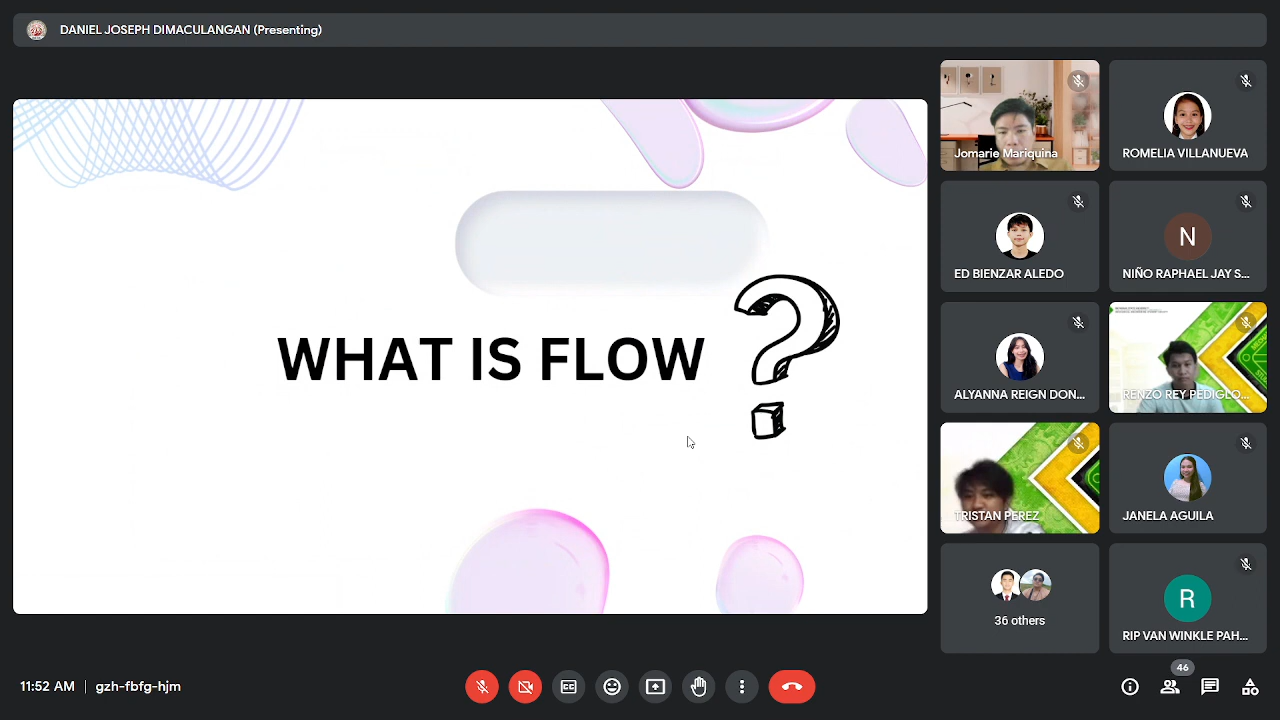 DANIEL JOSEPH DIMACULANGAN (Presenting)
WHAT IS FLOW ?
Jomarie Mariquina
ROMELIA VILLANUEVA
ED BIENZAR ALEDO
NIÑO RAPHAEL JAY S...
ALYANNA REIGN DON...
RENZO REY PEDIGLO...
TRISTAN PEREZ
JANELA AGUILA
36 others
RIP VAN WINKLE PAH...
N
R
11:52 AM | gzh-fbfg-hjm
46